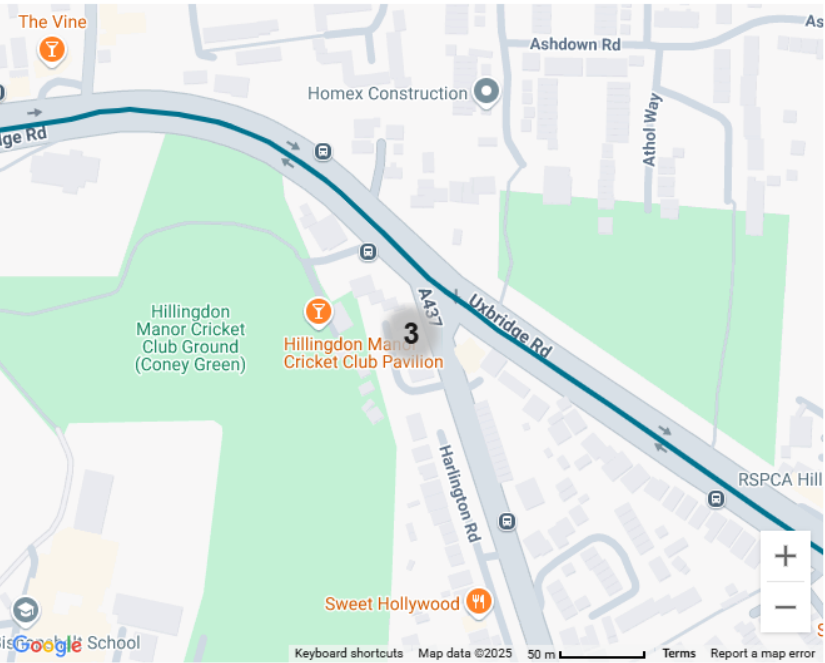 The Vine
Ashdown Rd
As
Homex Construction
Athol Way
dge Rd
A437
Uxbridge Rd
3
Hillingdon
Manor Cricket
Club Ground
(Coney Green)
Hillingdon Man
Cricket Club Pavilion
Harlington Rd
RSPCA Hill
Sweet Hollywood
School
Google
Keyboard shortcuts
Map data ©2025
50 m
Terms
Report a map error
+
−